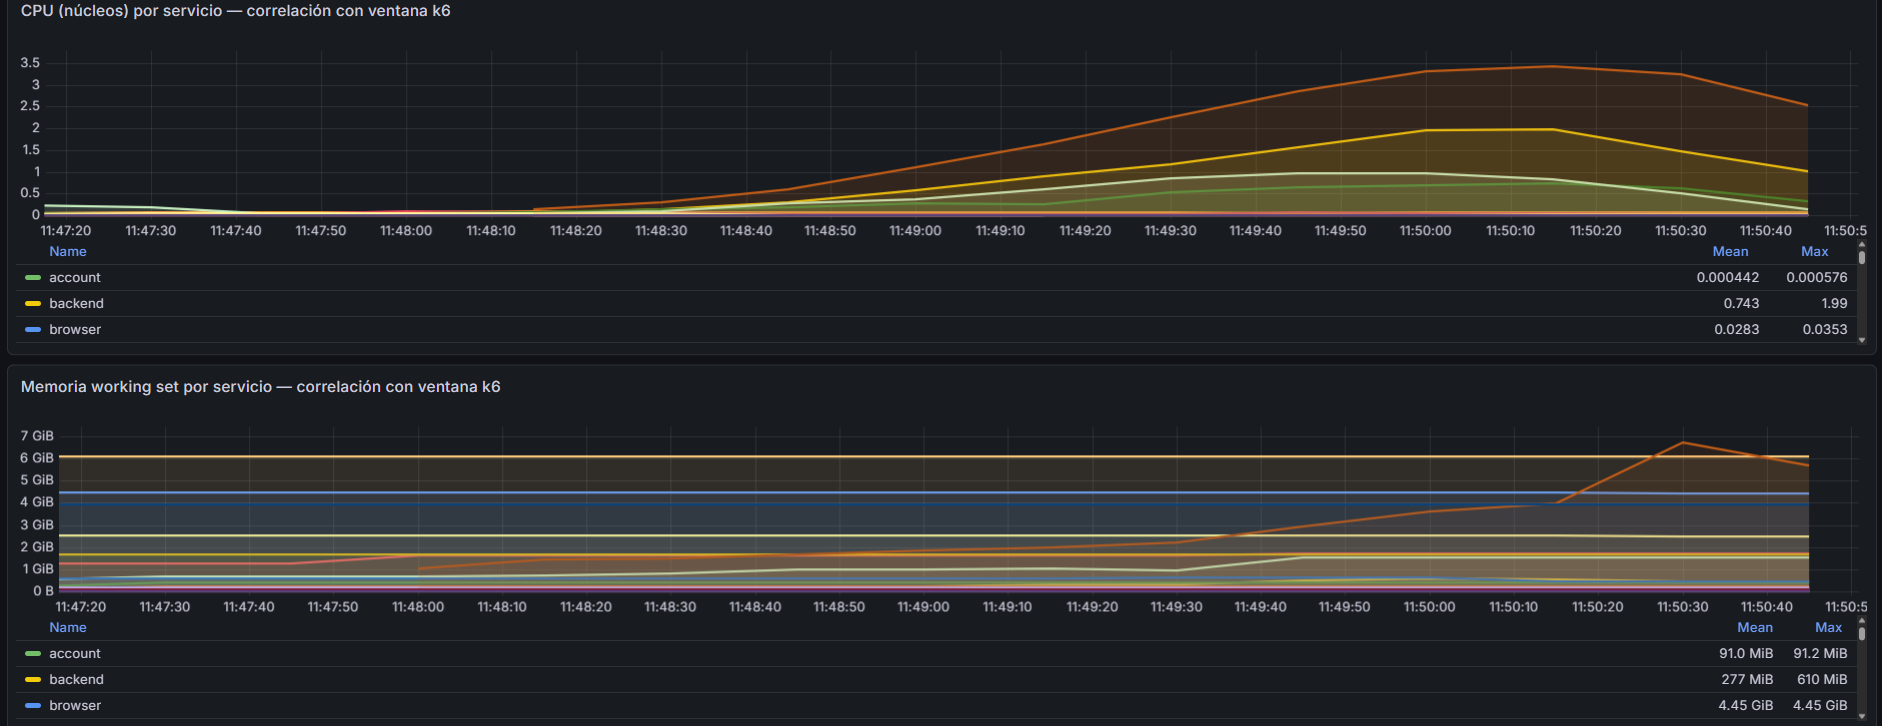 CPU (núcleos) por servicio — correlación con ventana k6
3.5
3
2.5
2
1.5
1
0.5
0
11:47:20 11:47:30 11:47:40 11:47:50 11:48:00 11:48:10 11:48:20 11:48:30 11:48:40 11:48:50 11:49:00 11:49:10 11:49:20 11:49:30 11:49:40 11:49:50 11:50:00 11:50:10 11:50:20 11:50:30 11:50:40 11:50:5
Name Mean Max
account 0.000442 0.000576
backend 0.743 1.99
browser 0.0283 0.0353
Memoria working set por servicio — correlación con ventana k6
7 GiB
6 GiB
5 GiB
4 GiB
3 GiB
2 GiB
1 GiB
0 B
11:47:20 11:47:30 11:47:40 11:47:50 11:48:00 11:48:10 11:48:20 11:48:30 11:48:40 11:48:50 11:49:00 11:49:10 11:49:20 11:49:30 11:49:40 11:49:50 11:50:00 11:50:10 11:50:20 11:50:30 11:50:40 11:50:5
Name Mean Max
account 91.0 MiB 91.2 MiB
backend 277 MiB 610 MiB
browser 4.45 GiB 4.45 GiB